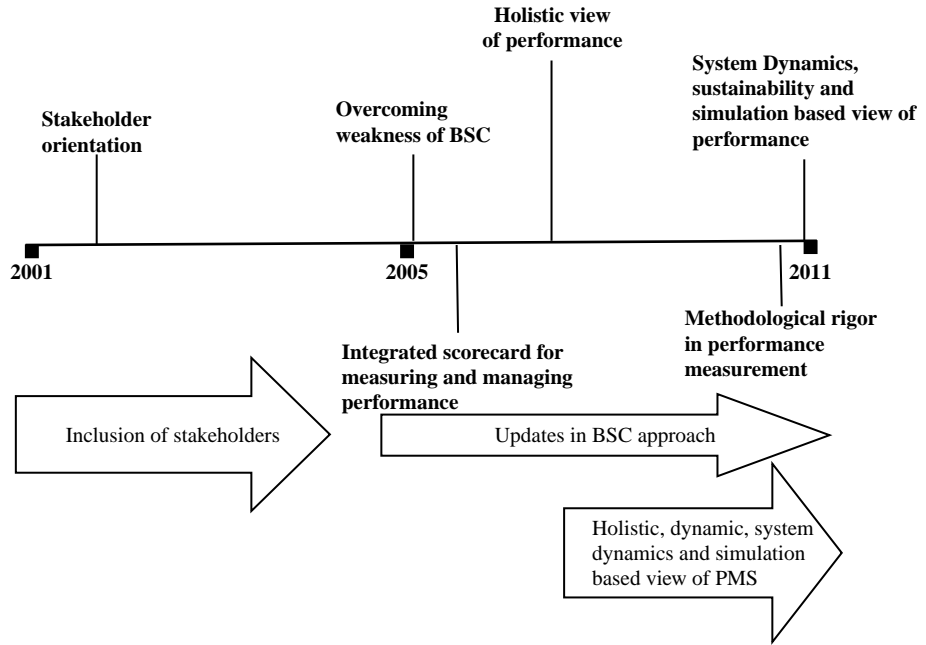 Holistic view
of performance
System Dynamics,
sustainability and
simulation based view of
performance
Overcoming
weakness of BSC
Stakeholder
orientation
2001
2005
2011
Methodological rigor
in performance
measurement
Integrated scorecard for
measuring and managing
performance
Inclusion of stakeholders
Updates in BSC approach
Holistic, dynamic, system
dynamics and simulation
based view of PMS